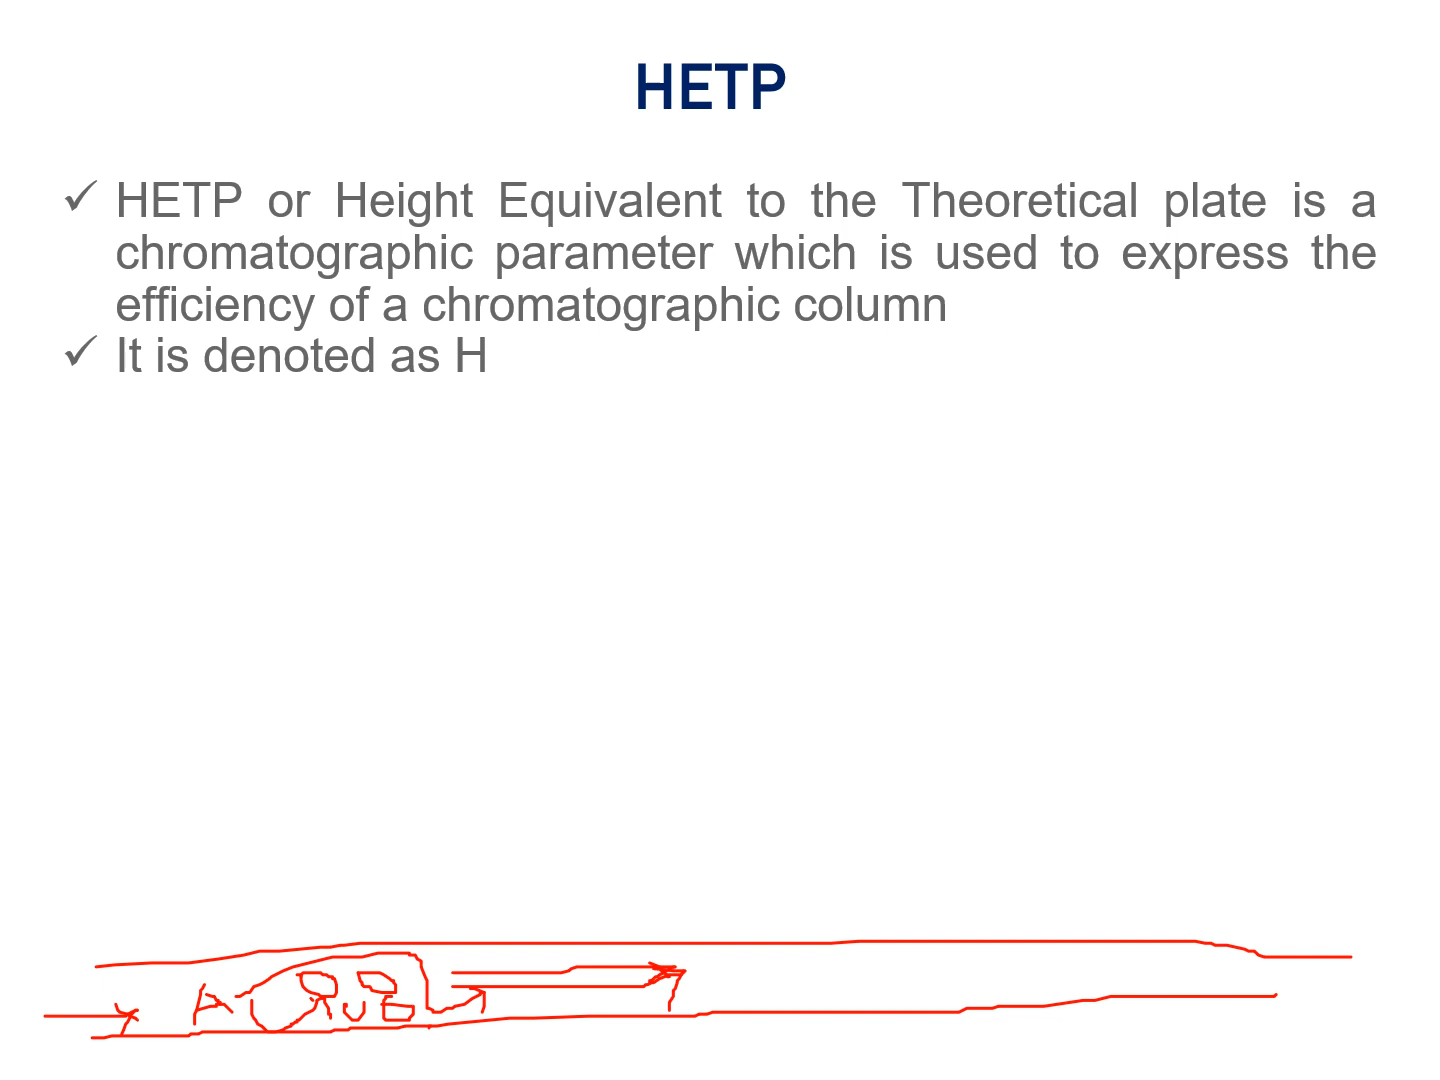 HETP
✓ HETP or Height Equivalent to the Theoretical plate is a
chromatographic parameter which is used to express the
efficiency of a chromatographic column
✓ It is denoted as H